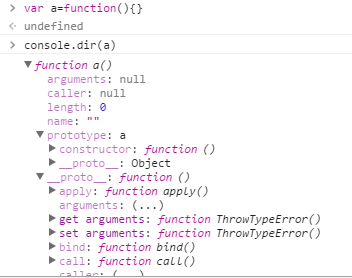 > var a=function(){}
undefined
> console.dir(a)
▼ function a()
arguments: null
caller: null
length: 0
name: ""
▼ prototype: a
▶ constructor: function ()
▶ __proto__: Object
▼ __proto__: function ()
▶ apply: function apply()
arguments: (...)
▶ get arguments: function ThrowTypeError()
▶ set arguments: function ThrowTypeError()
▶ bind: function bind()
▶ call: function call()
caller: (...)